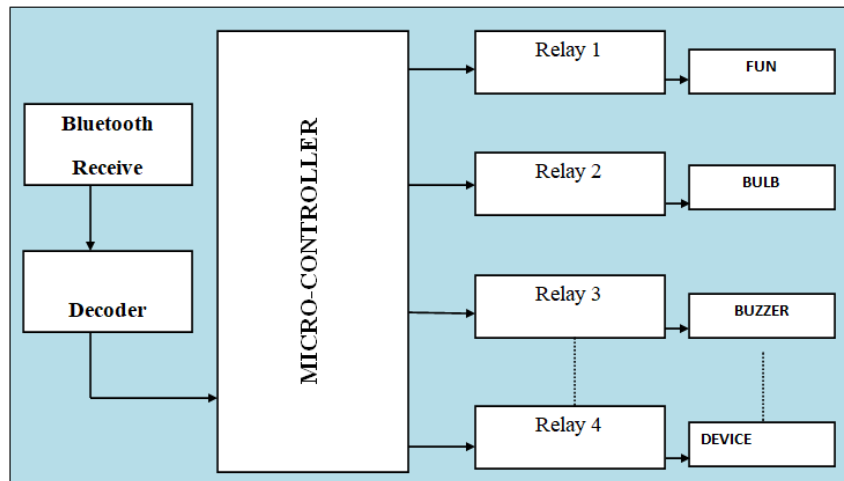 Bluetooth
Receive
Decoder
MICRO-CONTROLLER
Relay 1
FUN
Relay 2
BULB
Relay 3
BUZZER
Relay 4
DEVICE